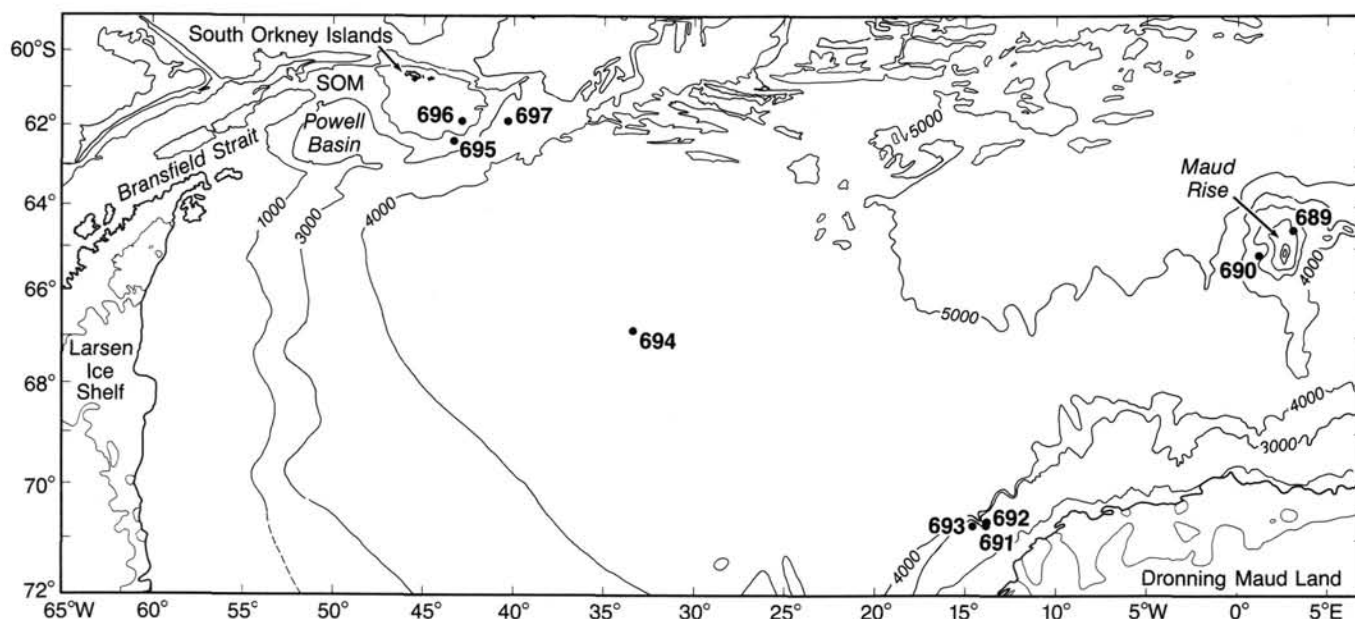 60°S
62°
64°
66°
68°
70°
72°
65°W
60°
55°
50°
45°
40°
35°
30°
25°
20°
15°
10°
5°W
0°
5°E
South Orkney Islands
SOM
Powell
Basin
Bransfield Strait
696
697
695
1000
3000
4000
5000
Maud
Rise
689
690
4000
5000
694
Larsen
Ice
Shelf
4000
3000
693
692
691
4000
Dronning Maud Land